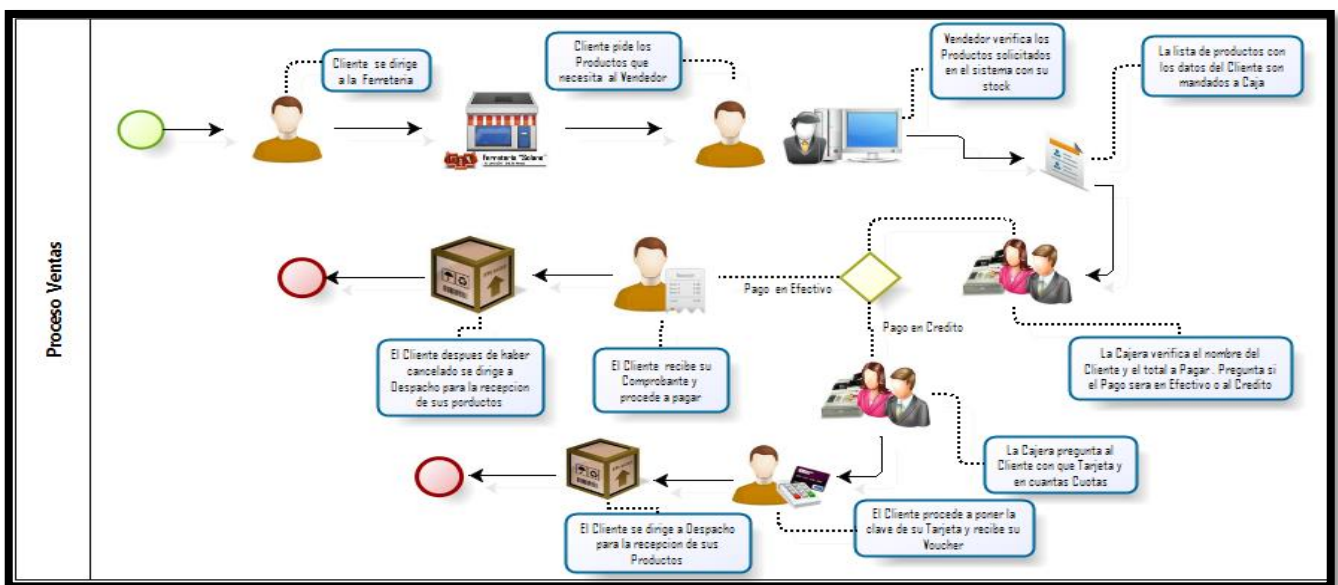 Proceso Ventas
Cliente se dirige
a la Ferreteria
Cliente pide los
Productos que
necesita al Vendedor
Vendedor verifica los
Productos solicitados
en el sistema con su
stock
La lista de productos con
los datos del Cliente son
mandados a Caja
Ferreteria "Solano"
La Cajera verifica el nombre del
Cliente y el total a Pagar . Pregunta si
el Pago sera en Efectivo o al Credito
Pago en Efectivo
Pago en Credito
El Cliente recibe su
Comprobante y
procede a pagar
El Cliente despues de haber
cancelado se dirige a
Despacho para la recepcion
de sus porductos
La Cajera pregunta al
Cliente con que Tarjeta y
en cuantas Cuotas
El Cliente procede a poner la
clave de su Tarjeta y recibe su
Voucher
El Cliente se dirige a Despacho
para la recepcion de sus
Productos